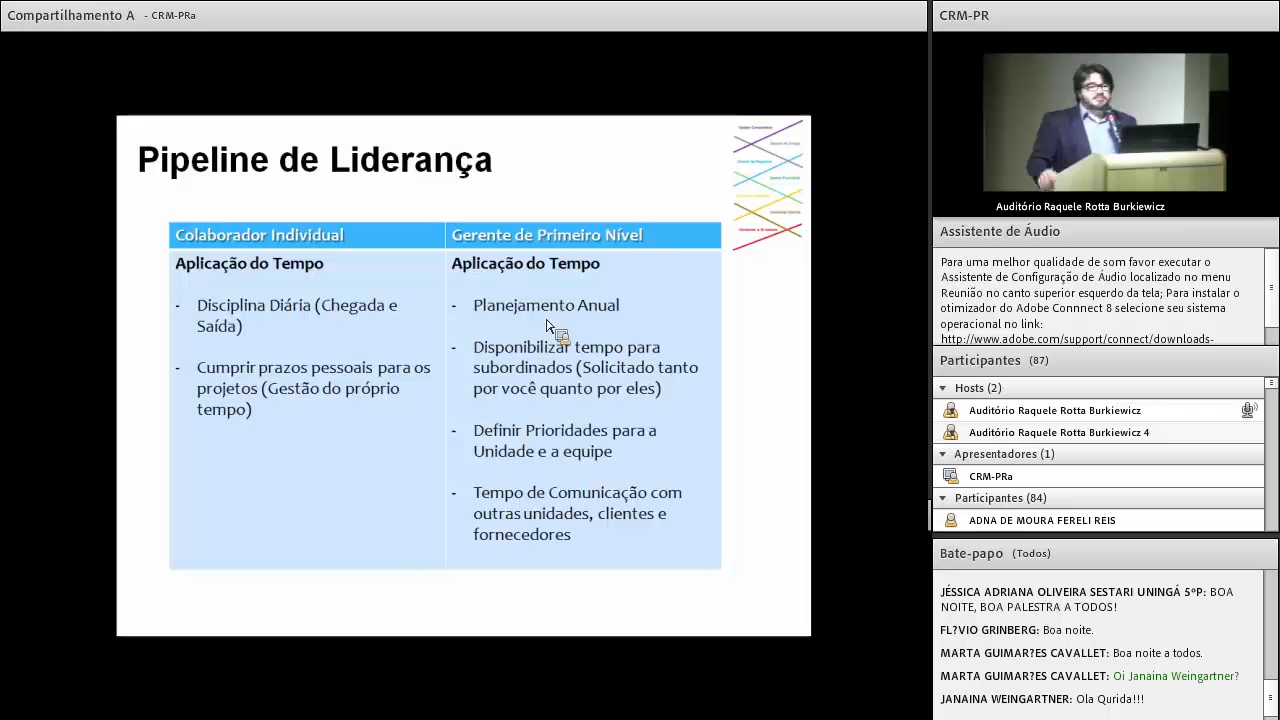 Compartilhamento A - CRM-PRa
Pipeline de Liderança
Colaborador Individual
Aplicação do Tempo
- Disciplina Diária (Chegada e
Saída)
- Cumprir prazos pessoais para os
projetos (Gestão do próprio
tempo)
Gerente de Primeiro Nível
Aplicação do Tempo
- Planejamento Anual
- Disponibilizar tempo para
subordinados (Solicitado tanto
por você quanto por eles)
- Definir Prioridades para a
Unidade e a equipe
- Tempo de Comunicação com
outras unidades, clientes e
fornecedores
CRM-PR
Auditório Raquele Rotta Burkiewicz
Assistente de Áudio
Para uma melhor qualidade de som favor executar o
Assistente de Configuração de Áudio localizado no menu
Reunião no canto superior esquerdo da tela; Para instalar o
otimizador do Adobe Connnect 8 selecione seu sistema
operacional no link:
http://www.adobe.com/support/connect/downloads-
Participantes (87)
Hosts (2)
Auditório Raquele Rotta Burkiewicz
Auditório Raquele Rotta Burkiewicz 4
Apresentadores (1)
CRM-PRa
Participantes (84)
ADNA DE MOURA FERELI REIS
Bate-papo (Todos)
JÉSSICA ADRIANA OLIVEIRA SESTARI UNINGÁ 5ºP: BOA
NOITE, BOA PALESTRA A TODOS!
FL?VIO GRINBERG: Boa noite.
MARTA GUIMAR?ES CAVALLET: Boa noite a todos.
MARTA GUIMAR?ES CAVALLET: Oi Janaina Weingartner?
JANAINA WEINGARTNER: Ola Qurida!!!